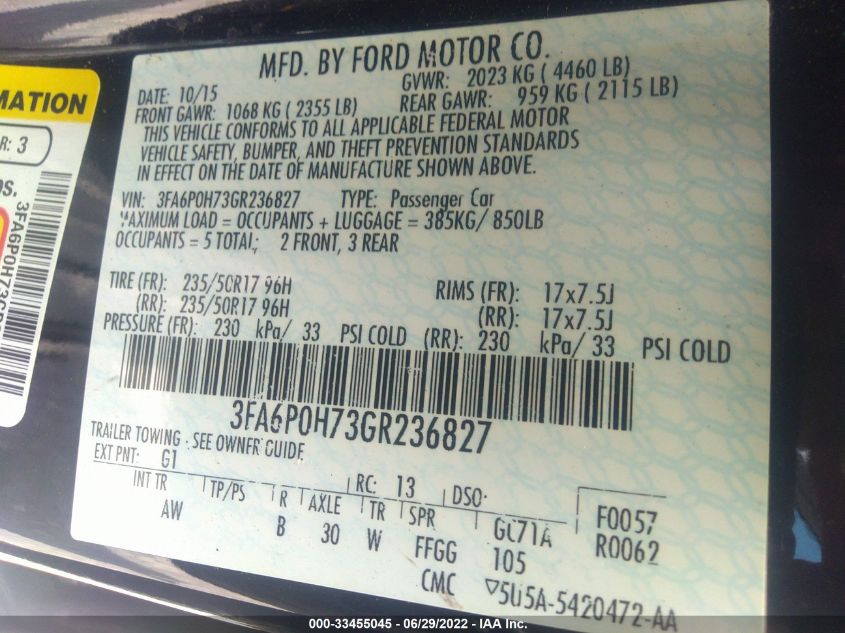 MFD. BY FORD MOTOR CO.
DATE: 10/15 GVWR: 2023 KG ( 4460 LB)
FRONT GAWR: 1068 KG ( 2355 LB) REAR GAWR: 959 KG ( 2115 LB)
THIS VEHICLE CONFORMS TO ALL APPLICABLE FEDERAL MOTOR
VEHICLE SAFETY, BUMPER, AND THEFT PREVENTION STANDARDS
IN EFFECT ON THE DATE OF MANUFACTURE SHOWN ABOVE.
VIN: 3FA6P0H73GR236827 TYPE: Passenger Car
MAXIMUM LOAD = OCCUPANTS + LUGGAGE = 385KG/ 850LB
OCCUPANTS = 5 TOTAL; 2 FRONT, 3 REAR
TIRE (FR): 235/50R17 96H RIMS (FR): 17x7.5J
(RR): 235/50R17 96H (RR): 17x7.5J
PRESSURE (FR): 230 kPa/ 33 PSI COLD (RR): 230 kPa/ 33 PSI COLD
3FA6P0H73GR236827
TRAILER TOWING - SEE OWNER GUIDE
EXT PNT: G1 RC: 13 DSO: F0057
INT TR TP/PS R AXLE TR SPR R0062
AW B 30 W FFGG 105
CMC 5U5A-5420472-AA
MATION
R: 3
000-33455045 - 06/29/2022 - IAA Inc.